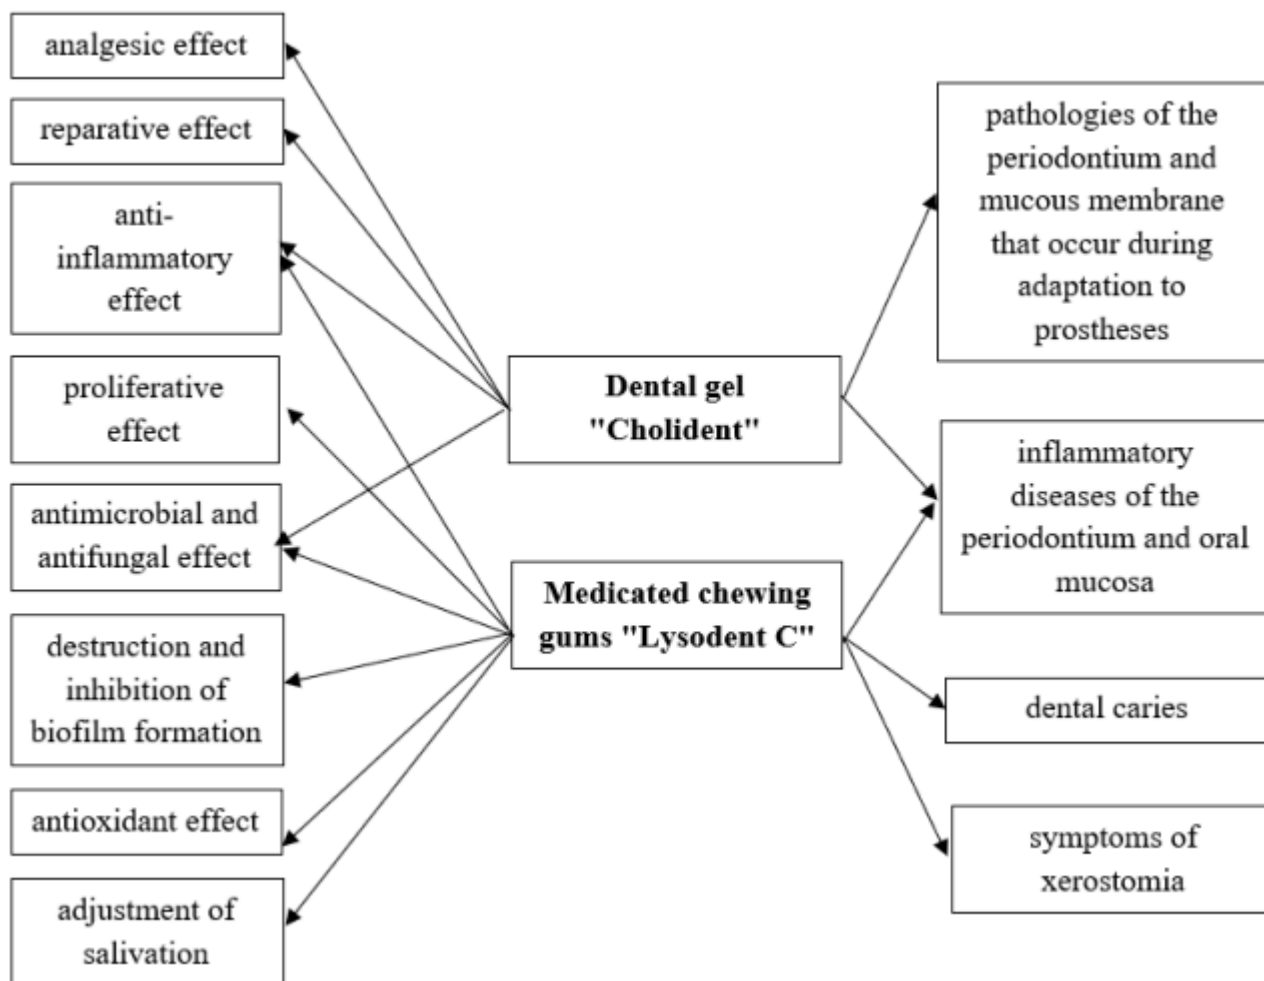 analgesic effect
reparative effect
anti-
inflammatory
effect
proliferative
effect
antimicrobial and
antifungal effect
destruction and
inhibition of
biofilm formation
antioxidant effect
adjustment of
salivation
Dental gel
"Cholident"
Medicated chewing
gums "Lysodent C"
pathologies of the
periodontium and
mucous membrane
that occur during
adaptation to
prostheses
inflammatory
diseases of the
periodontium and oral
mucosa
dental caries
symptoms of
xerostomia